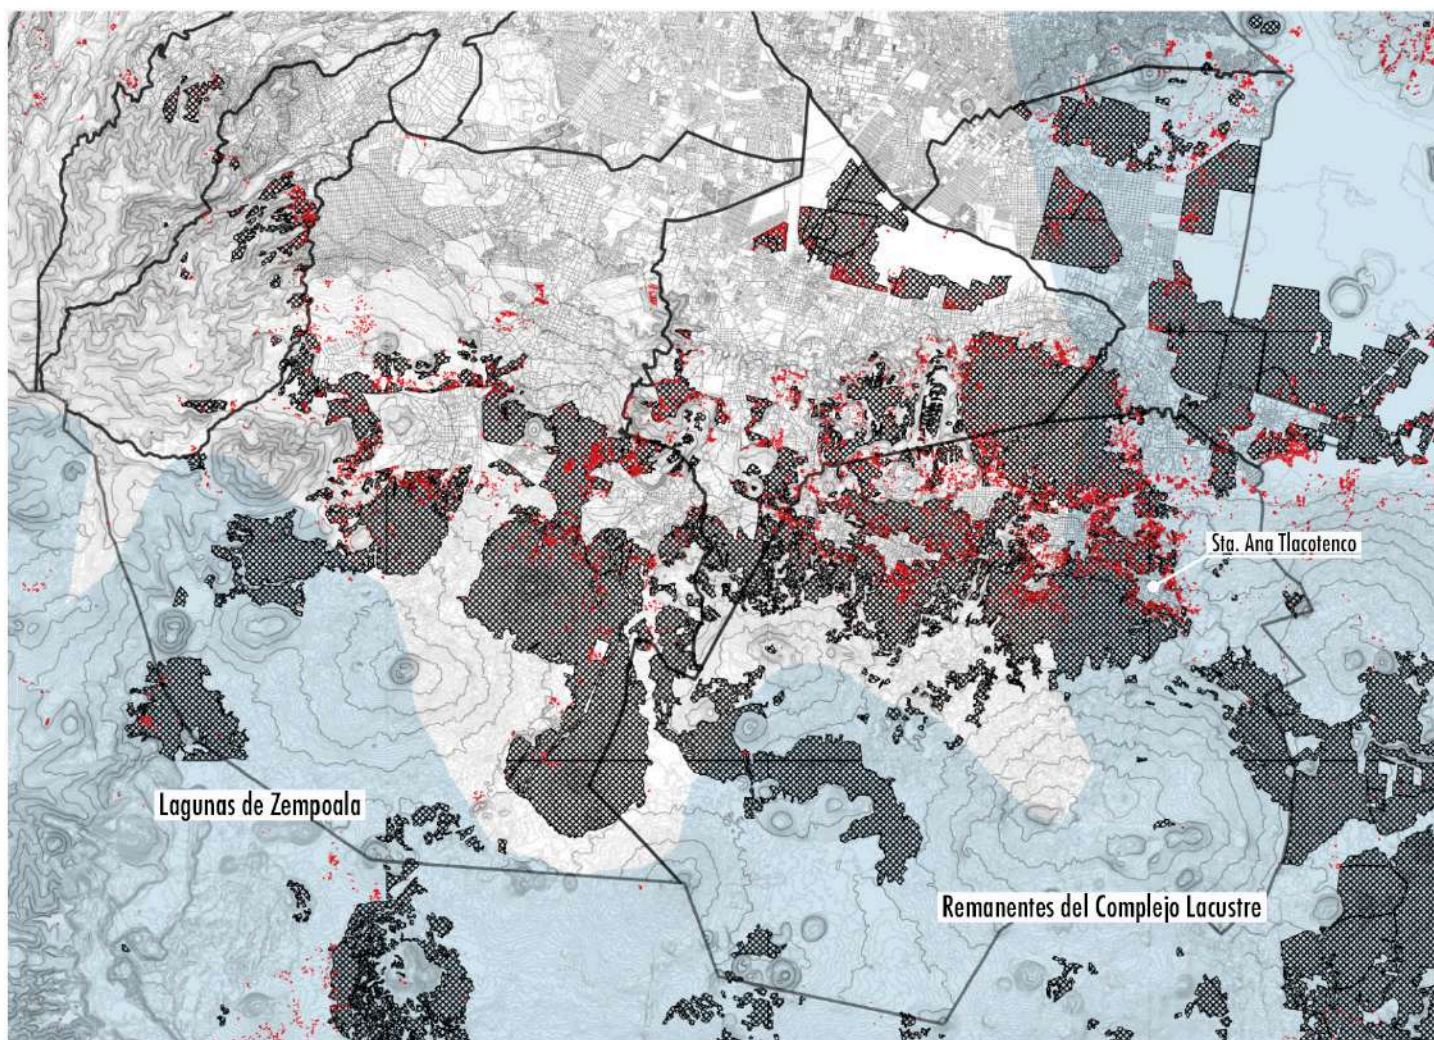 Sta. Ana Tlacotenco
Lagunas de Zempoala
Remanentes del Complejo Lacustre